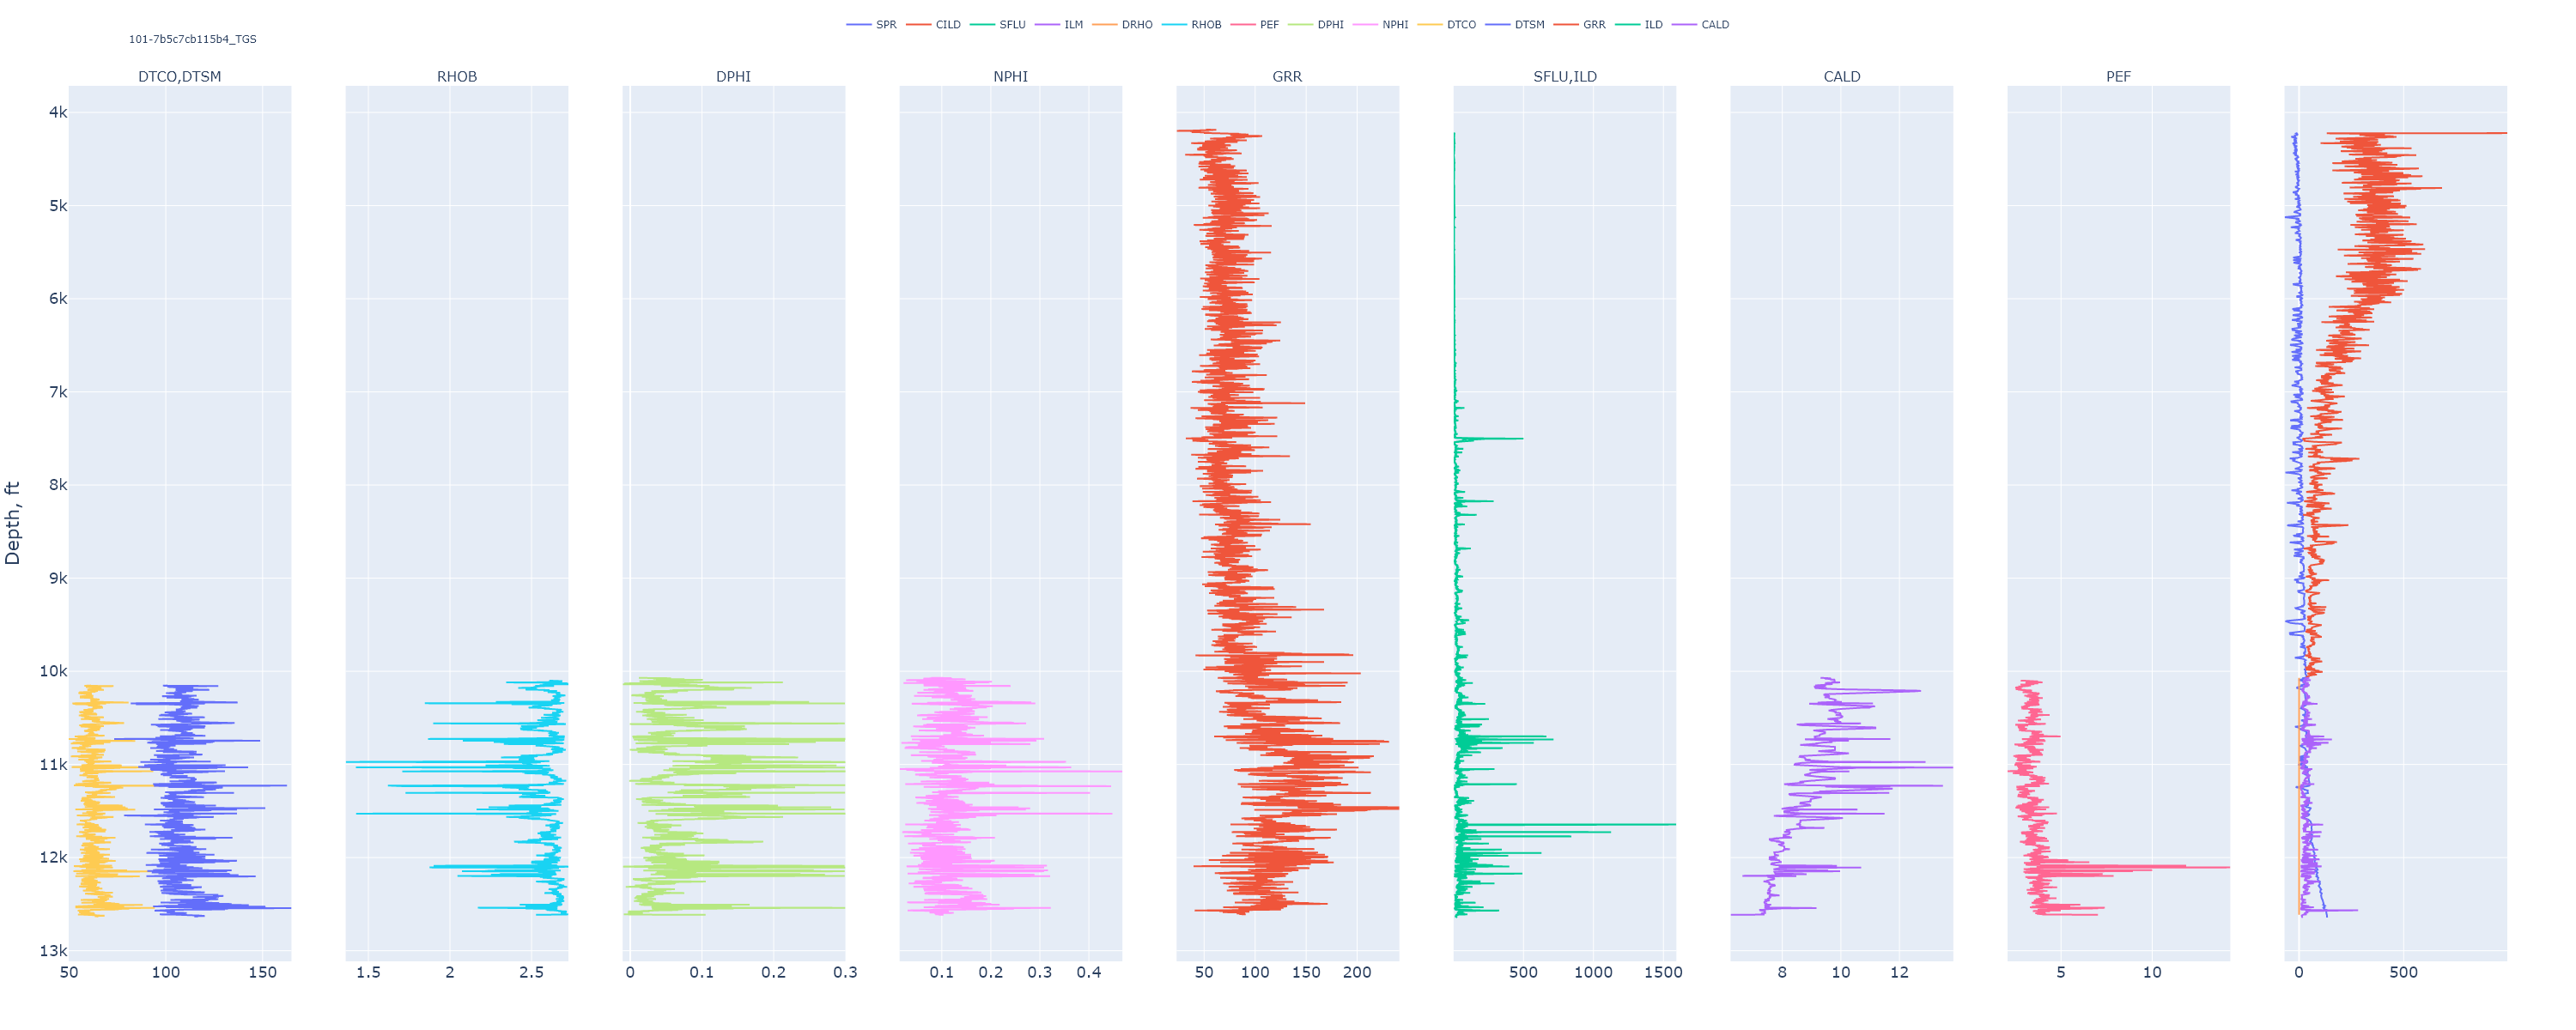 SPR CILD SFLU ILM DRHO RHOB PEF DPHI NPHI DTCO DTSM GRR ILD CALD
101-7b5c7cb115b4_TGS
DTCO,DTSM RHOB DPHI NPHI GRR SFLU,ILD CALD PEF
4k
5k
6k
7k
8k
Depth, ft
9k
10k
11k
12k
13k
50 100 150 1.5 2 2.5 0 0.1 0.2 0.3 0.1 0.2 0.3 0.4 50 100 150 200 500 1000 1500 8 10 12 5 10 0 500